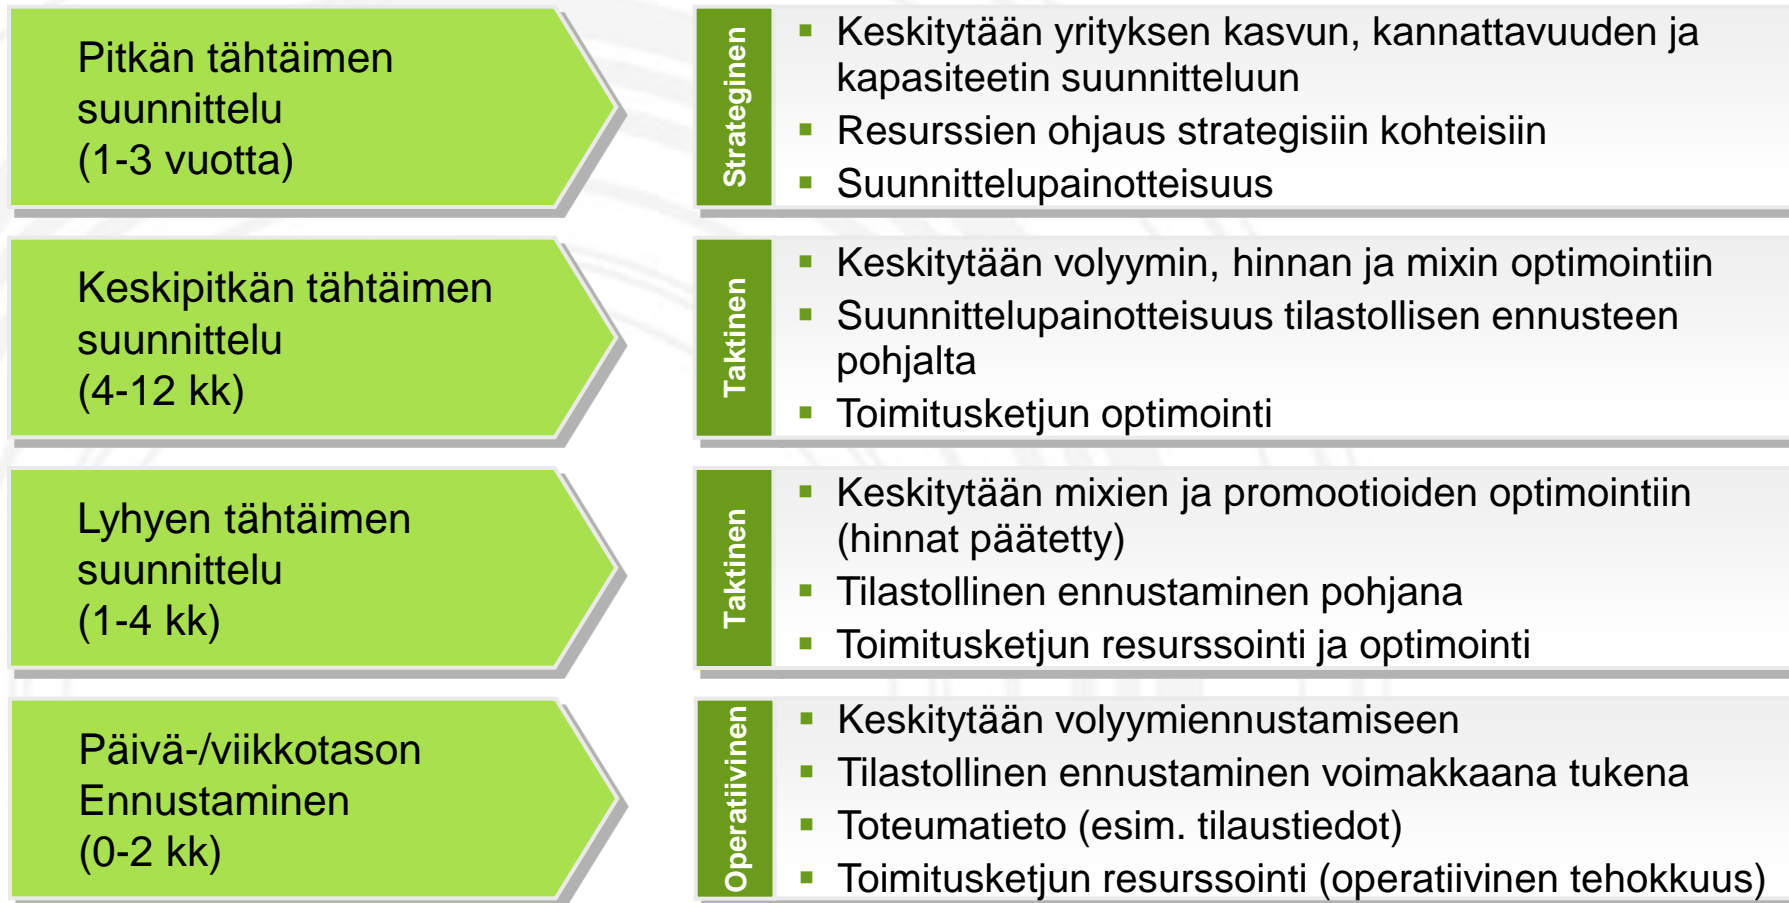 Pitkän tähtäimen
suunnittelu
(1-3 vuotta)
Strateginen
▪ Keskitytään yrityksen kasvun, kannattavuuden ja
kapasiteetin suunnitteluun
▪ Resurssien ohjaus strategisiin kohteisiin
▪ Suunnittelupainotteisuus
Keskipitkän tähtäimen
suunnittelu
(4-12 kk)
Taktinen
▪ Keskitytään volyymin, hinnan ja mixin optimointiin
▪ Suunnittelupainotteisuus tilastollisen ennusteen
pohjalta
▪ Toimitusketjun optimointi
Lyhyen tähtäimen
suunnittelu
(1-4 kk)
Taktinen
▪ Keskitytään mixien ja promootioiden optimointiin
(hinnat päätetty)
▪ Tilastollinen ennustaminen pohjana
▪ Toimitusketjun resurssointi ja optimointi
Päivä-/viikkotason
Ennustaminen
(0-2 kk)
Operatiivinen
▪ Keskitytään volyymiennustamiseen
▪ Tilastollinen ennustaminen voimakkaana tukena
▪ Toteumatieto (esim. tilaustiedot)
▪ Toimitusketjun resurssointi (operatiivinen tehokkuus)